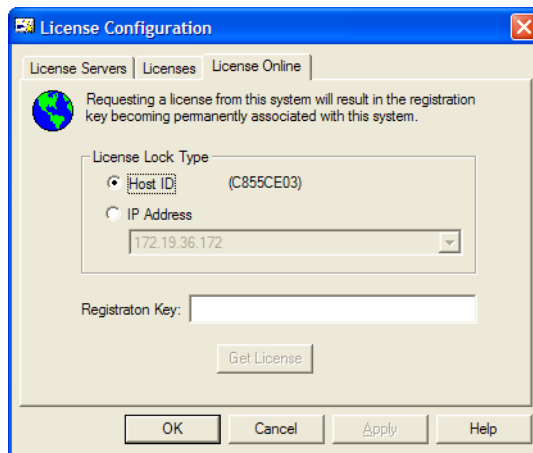 License Configuration
License Servers Licenses License Online
Requesting a license from this system will result in the registration
key becoming permanently associated with this system.
License Lock Type
Host ID (C855CE03)
IP Address
172.19.36.172
Registraton Key:
Get License
OK Cancel Apply Help